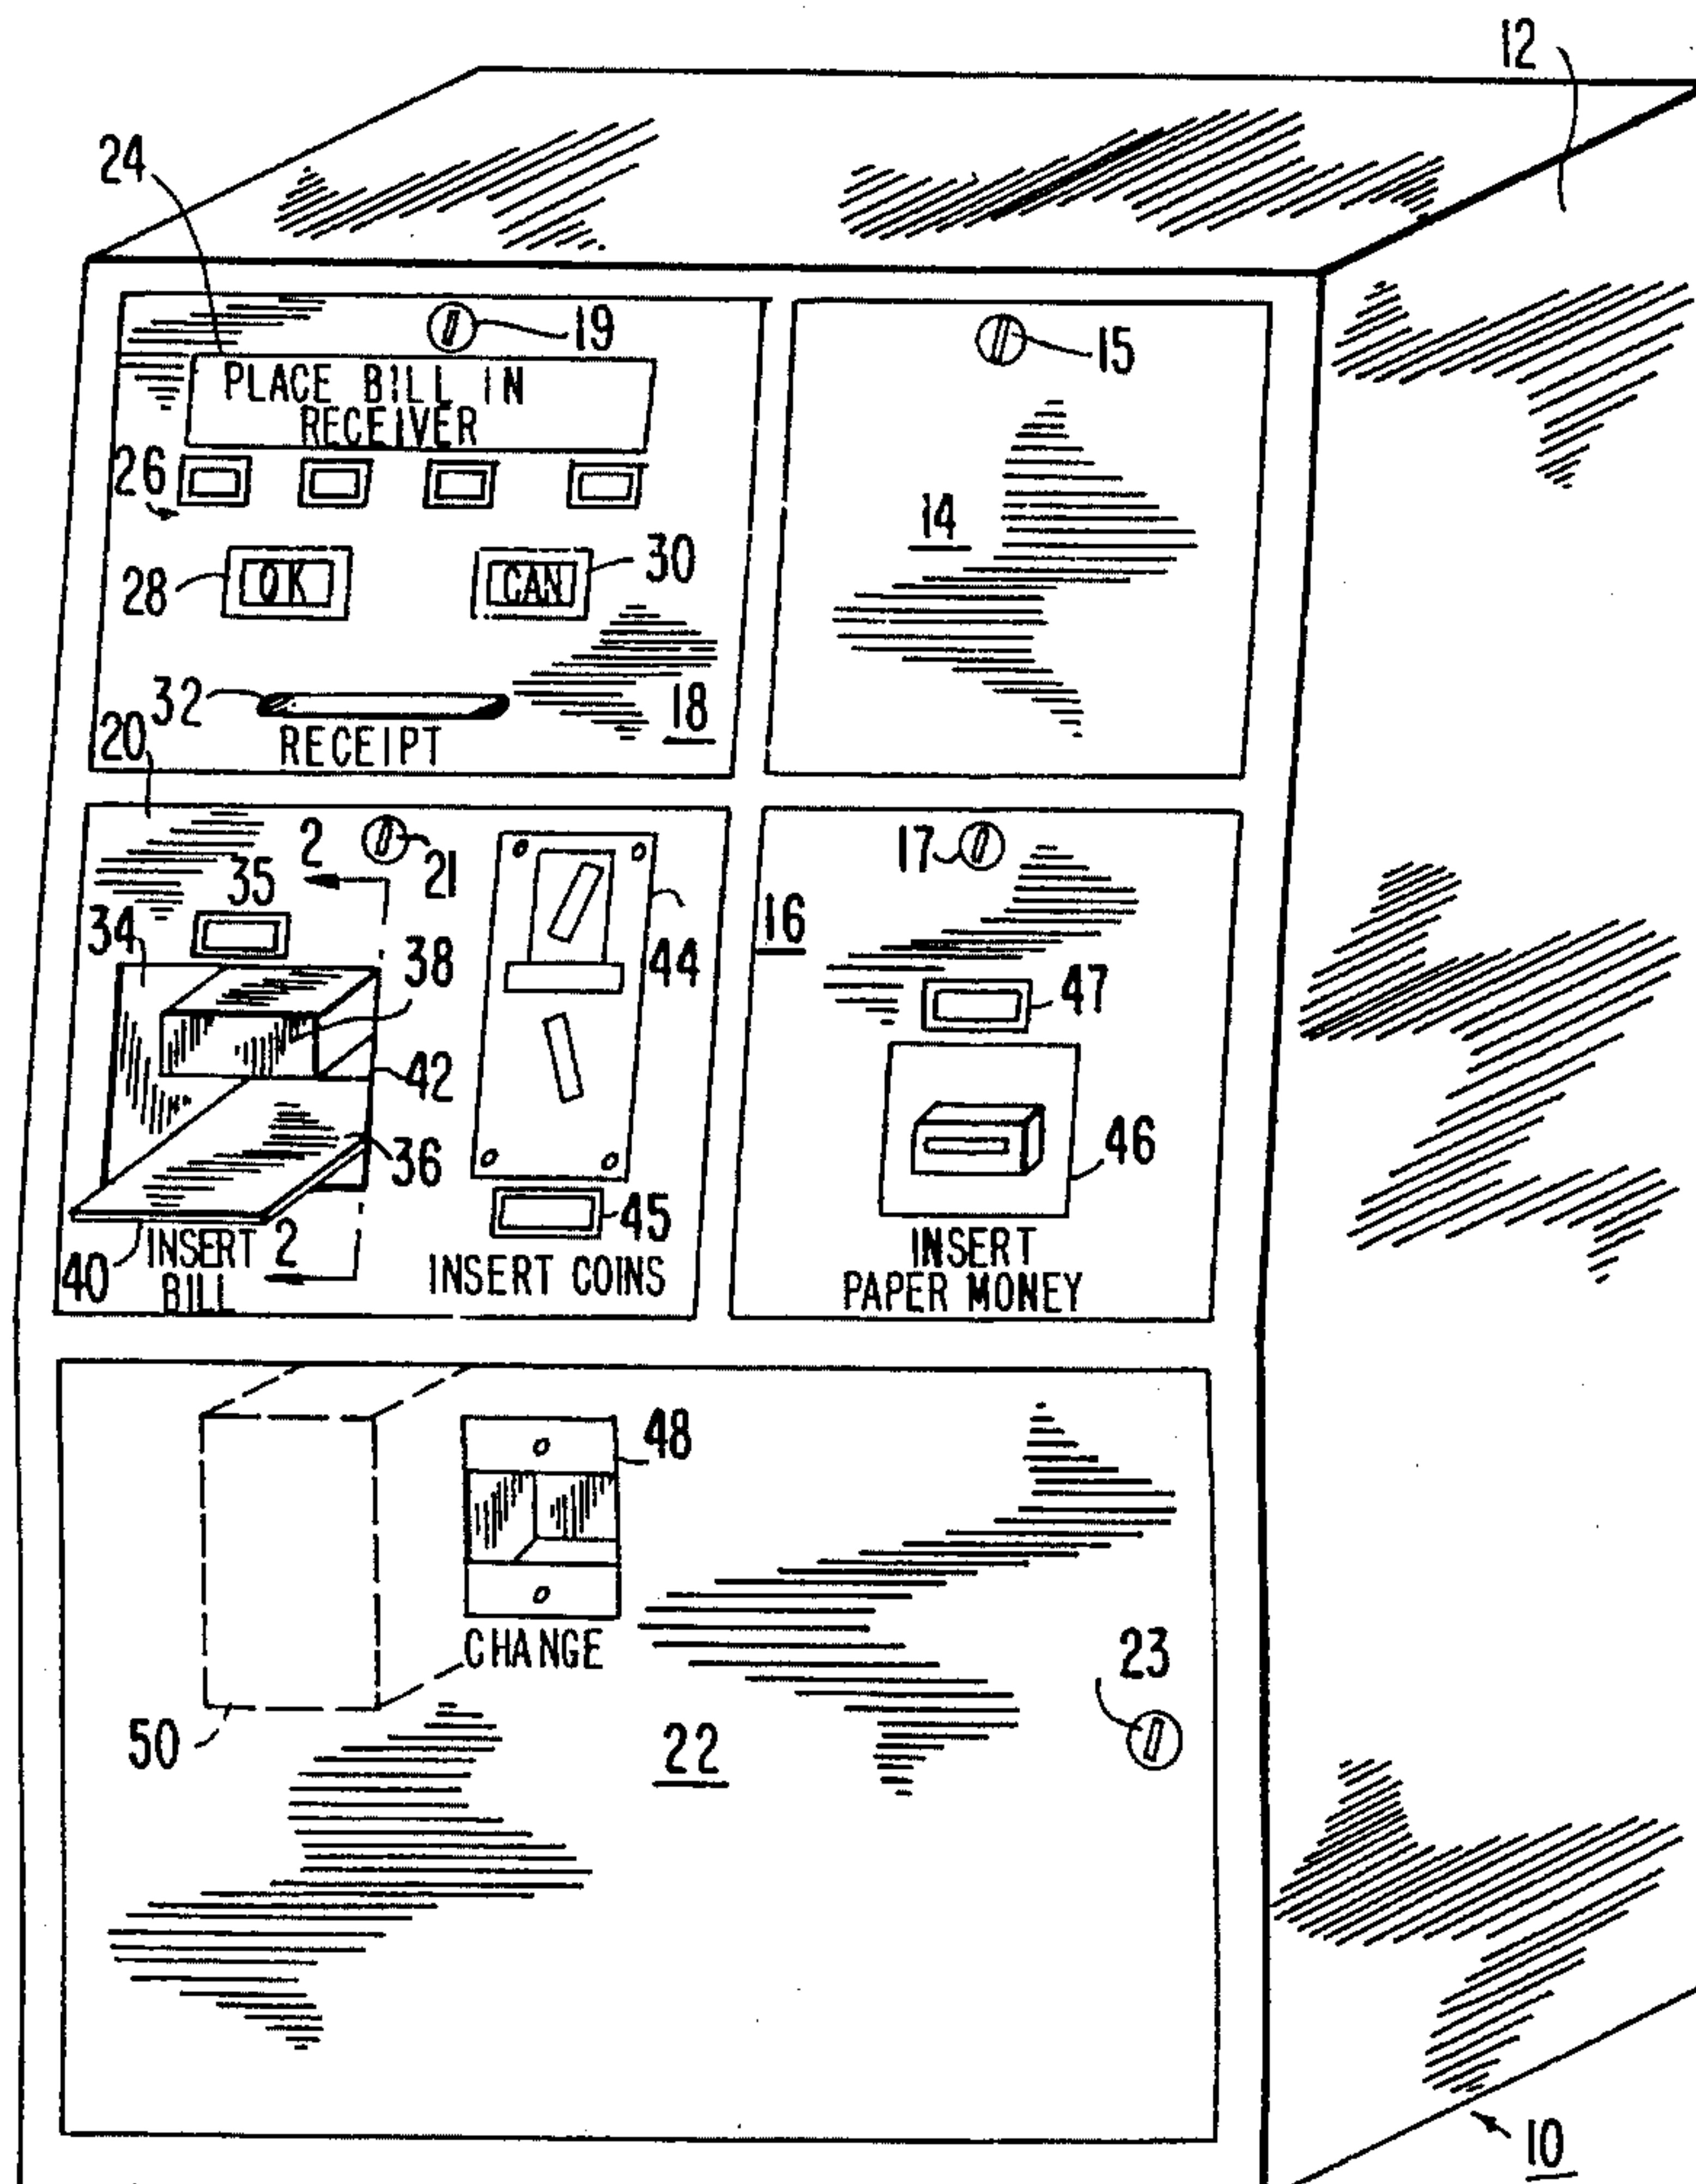 12
24
19
15
PLACE BILL IN
RECEIVER
26
14
28
OK
CAN
30
32
18
RECEIPT
20
2
21
35
34
38
44
17
16
47
42
36
46
45
40
INSERT
BILL
2
INSERT COINS
INSERT
PAPER MONEY
48
CHANGE
23
50
22
10